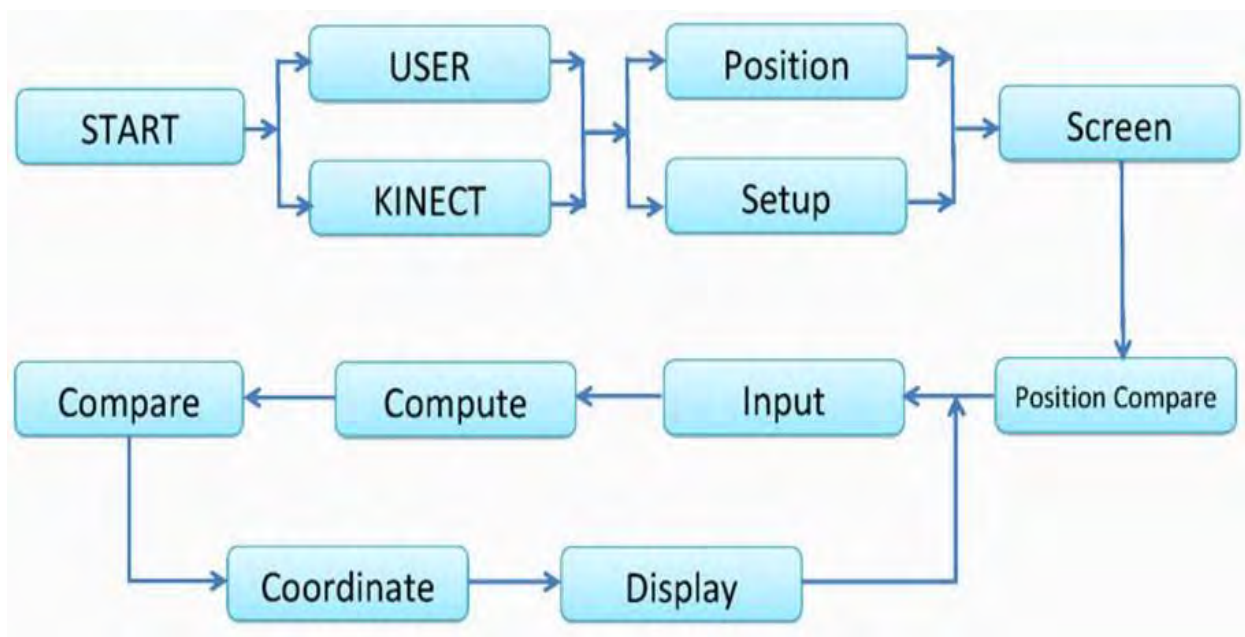 START
USER
KINECT
Position
Setup
Screen
Position Compare
Input
Compute
Compare
Coordinate
Display